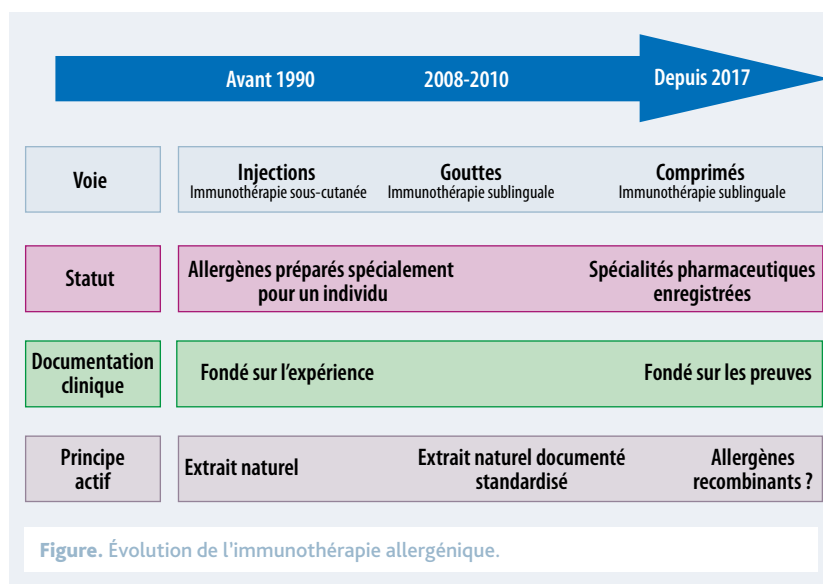 Avant 1990 2008-2010 Depuis 2017
Voie
Injections Gouttes Comprimés
Immunothérapie sous-cutanée Immunothérapie sublinguale Immunothérapie sublinguale
Statut
Allergènes préparés spécialement
pour un individu
Spécialités pharmaceutiques
enregistrées
Documentation
clinique
Fondé sur l'expérience Fondé sur les preuves
Principe
actif
Extrait naturel
Extrait naturel documenté
standardisé
Allergènes
recombinants ?
Figure. Évolution de l'immunothérapie allergénique.